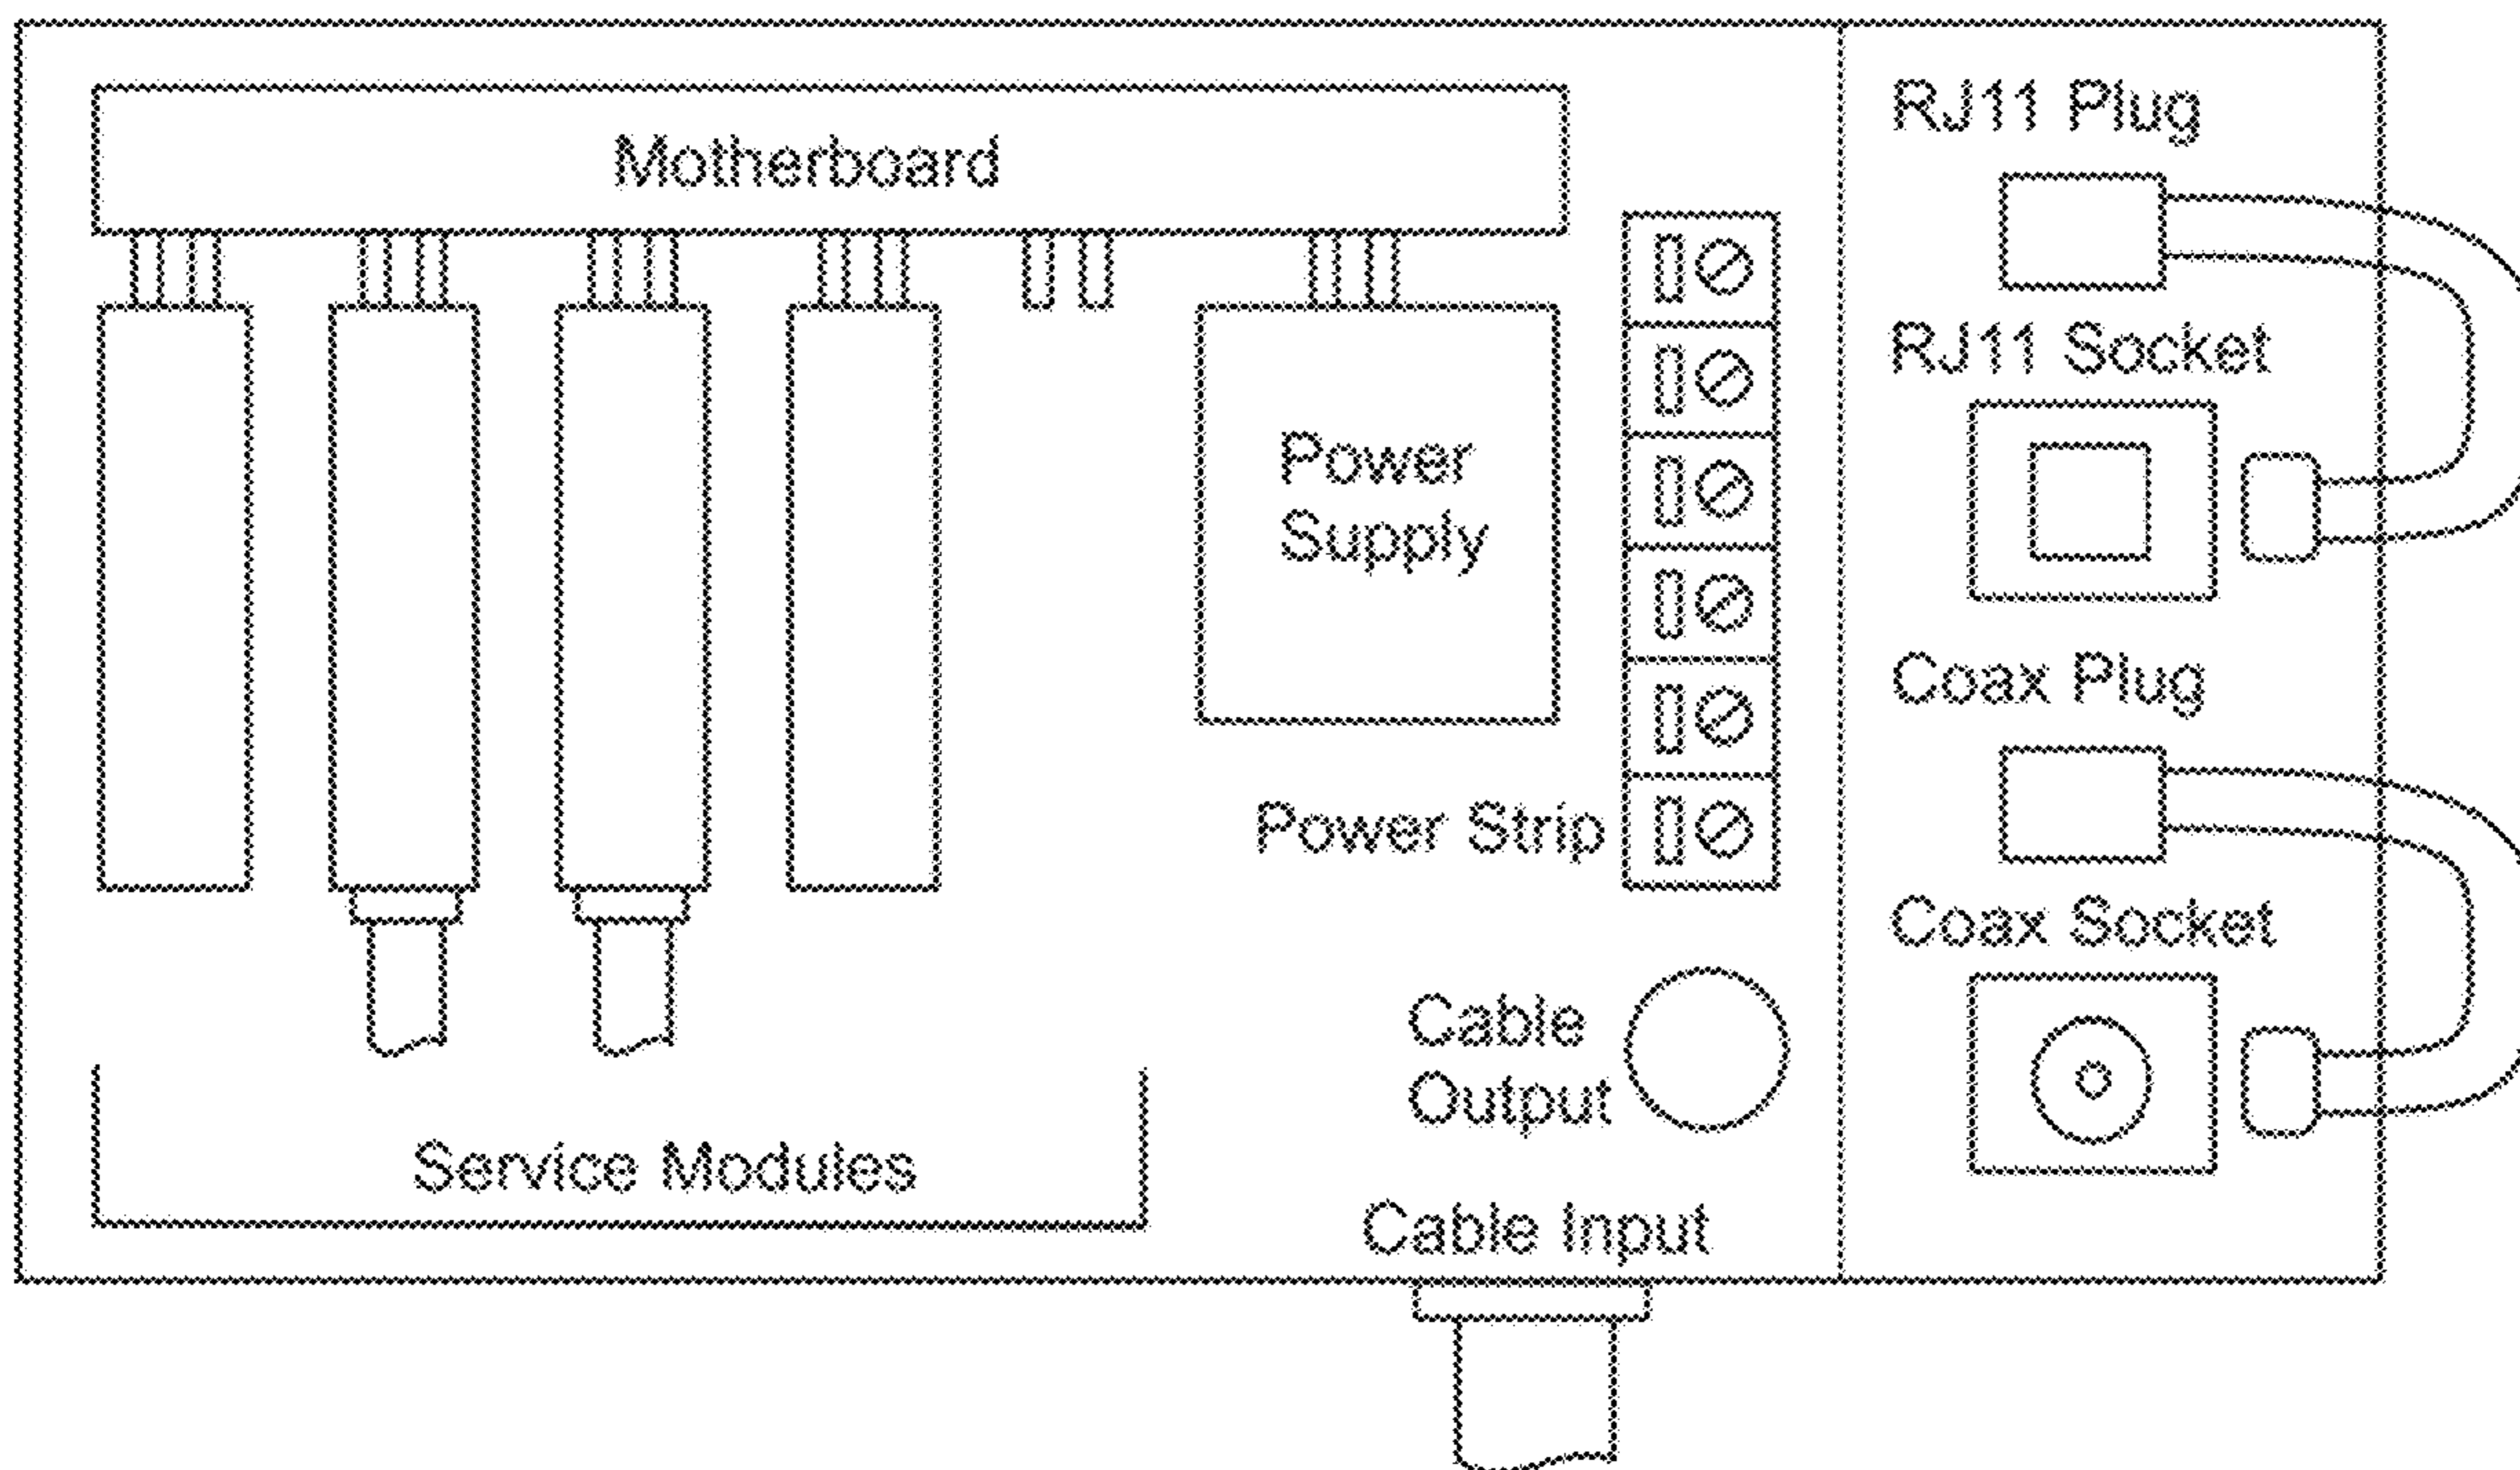 Motherboard
Power
Supply
Power Strip
Cable
Output
Service Modules
Cable Input
RJ11 Plug
RJ11 Socket
Coax Plug
Coax Socket